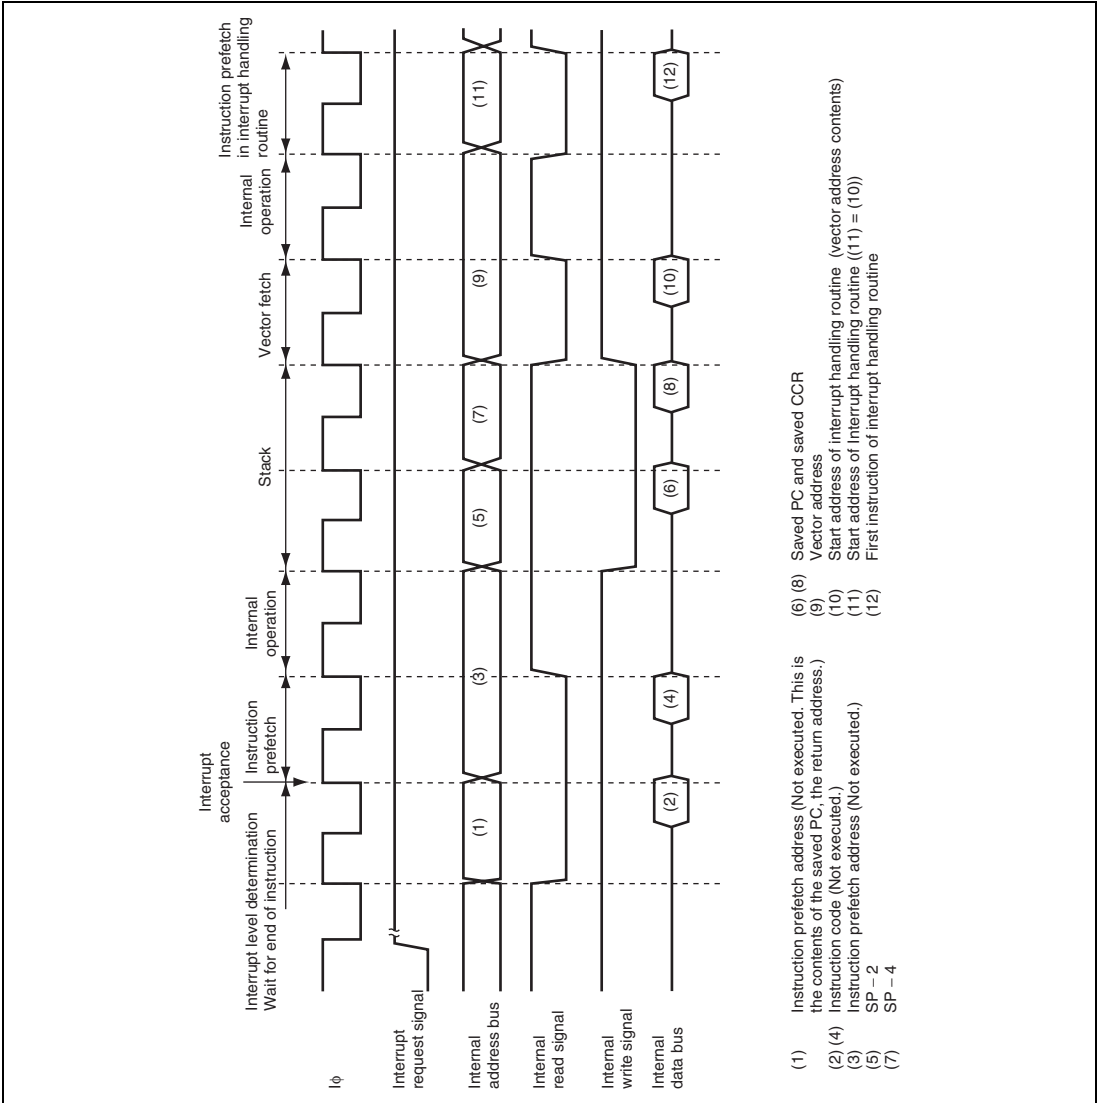 Interrupt
acceptance
Interrupt level determination
Wait for end of instruction
Instruction
prefetch
Internal
operation
Stack
Vector fetch
Internal
operation
Instruction prefetch
in interrupt handling
routine
Iϕ
Interrupt
request signal
Internal
address bus
(1)
(3)
(5)
(7)
(9)
(11)
Internal
read signal
Internal
write signal
Internal
data bus
(2)
(4)
(6)
(8)
(10)
(12)
(1) Instruction prefetch address (Not executed. This is
the contents of the saved PC, the return address.)
(2) (4) Instruction code (Not executed.)
(3) Instruction prefetch address (Not executed.)
(5) SP – 2
(7) SP – 4
(6) (8) Saved PC and saved CCR
(9) Vector address
(10) Start address of interrupt handling routine (vector address contents)
(11) Start address of Interrupt handling routine ((11) = (10))
(12) First instruction of interrupt handling routine